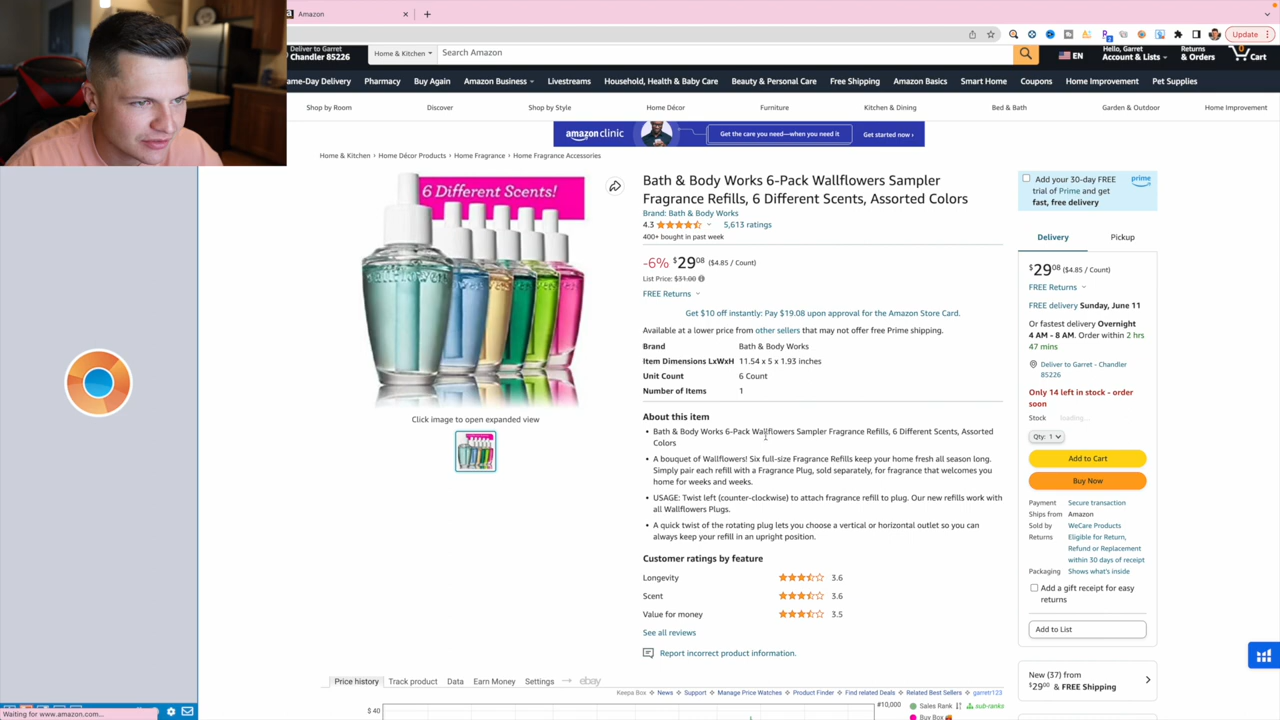 Amazon
Update
Deliver to Garret
Chandler 85226
Home & Kitchen
Search Amazon
EN
Hello, Garret
Account & Lists
Returns
& Orders
0
Cart
ame-Day Delivery
Pharmacy
Buy Again
Amazon Business
Livestreams
Household, Health & Baby Care
Beauty & Personal Care
Free Shipping
Amazon Basics
Smart Home
Coupons
Home Improvement
Pet Supplies
Shop by Room
Discover
Shop by Style
Home Décor
Furniture
Kitchen & Dining
Bed & Bath
Garden & Outdoor
Home Improvement
amazon clinic
Get the care you need—when you need it
Get started now ›
Home & Kitchen › Home Décor Products › Home Fragrance › Home Fragrance Accessories
6 Different Scents!
Click image to open expanded view
Bath & Body Works 6-Pack Wallflowers Sampler
Fragrance Refills, 6 Different Scents, Assorted Colors
Brand: Bath & Body Works
4.3
5,613 ratings
400+ bought in past week
-6% $29 08 ($4.85 / Count)
List Price: $31.00
FREE Returns
Get $10 off instantly: Pay $19.08 upon approval for the Amazon Store Card.
Available at a lower price from other sellers that may not offer free Prime shipping.
Brand Bath & Body Works
Item Dimensions LxWxH 11.54 x 5 x 1.93 inches
Unit Count 6 Count
Number of Items 1
About this item
• Bath & Body Works 6-Pack Wallflowers Sampler Fragrance Refills, 6 Different Scents, Assorted
Colors
• A bouquet of Wallflowers! Six full-size Fragrance Refills keep your home fresh all season long.
Simply pair each refill with a Fragrance Plug, sold separately, for fragrance that welcomes you
home for weeks and weeks.
• USAGE: Twist left (counter-clockwise) to attach fragrance refill to plug. Our new refills work with
all Wallflowers Plugs.
• A quick twist of the rotating plug lets you choose a vertical or horizontal outlet so you can
always keep your refill in an upright position.
Customer ratings by feature
Longevity 3.6
Scent 3.6
Value for money 3.5
See all reviews
Report incorrect product information.
Add your 30-day FREE
trial of Prime and get
fast, free delivery
prime
Delivery
Pickup
$29 08 ($4.85 / Count)
FREE Returns
FREE delivery Sunday, June 11
Or fastest delivery Overnight
4 AM - 8 AM. Order within 2 hrs
47 mins
Deliver to Garret - Chandler
85226
Only 14 left in stock - order
soon
Stock loading...
Qty: 1
Add to Cart
Buy Now
Payment Secure transaction
Ships from Amazon
Sold by WeCare Products
Returns Eligible for Return,
Refund or Replacement
within 30 days of receipt
Packaging Shows what's inside
Add a gift receipt for easy
returns
Add to List
New (37) from
$29 00 & FREE Shipping
Price history
Track product
Data
Earn Money
Settings
ebay
Keepa Box
News
Support
Manage Price Watches
Product Finder
Find related Deals
Related Best Sellers
garretr123
$ 40
#10,000
Sales Rank
sub-ranks
Buy Box
Waiting for www.amazon.com...